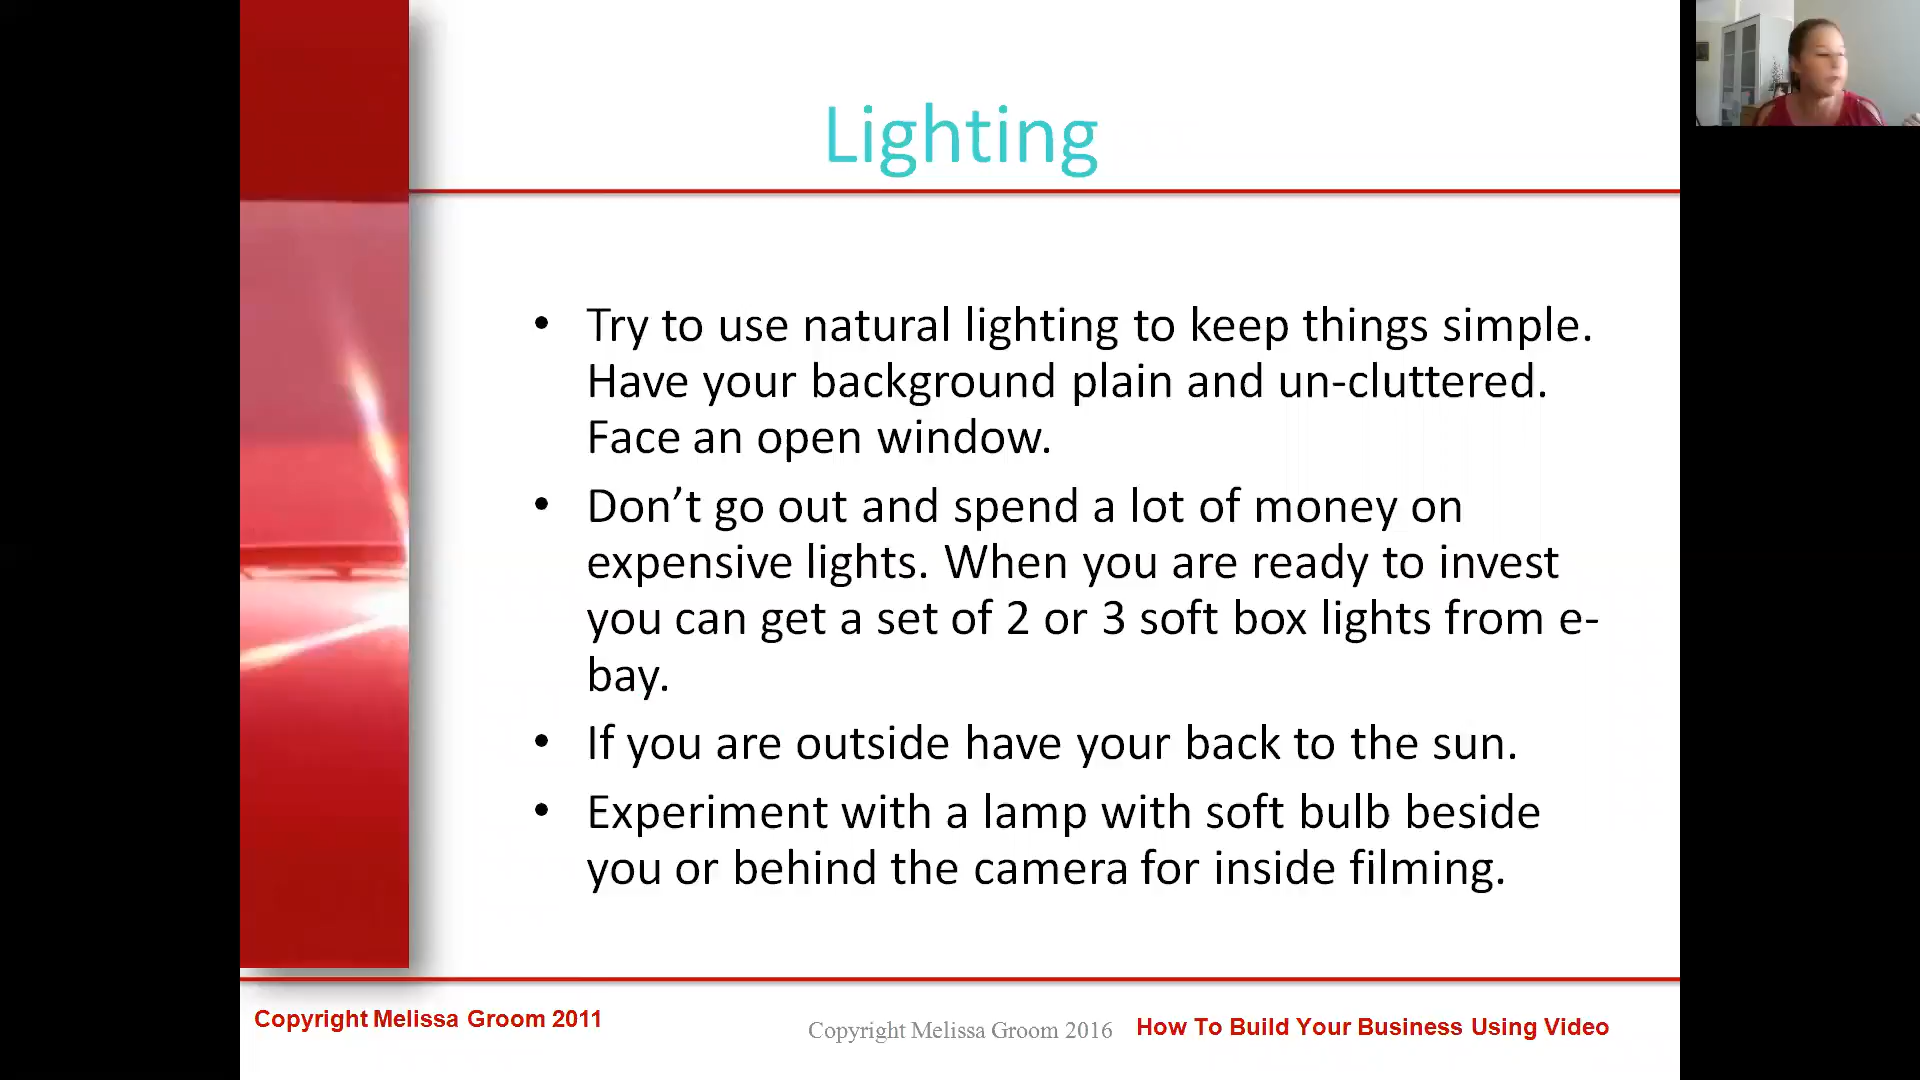 Lighting
• Try to use natural lighting to keep things simple.
Have your background plain and un-cluttered.
Face an open window.
• Don’t go out and spend a lot of money on
expensive lights. When you are ready to invest
you can get a set of 2 or 3 soft box lights from e-
bay.
• If you are outside have your back to the sun.
• Experiment with a lamp with soft bulb beside
you or behind the camera for inside filming.
Copyright Melissa Groom 2011
Copyright Melissa Groom 2016
How To Build Your Business Using Video